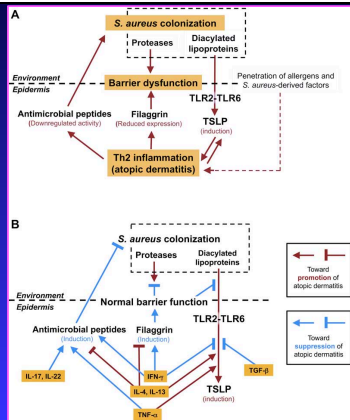 A
S. aureus colonization
Proteases
Diacylated
lipoproteins
Environment
Epidermis
Barrier dysfunction
Penetration of allergens and
S. aureus-derived factors
TLR2-TLR6
Antimicrobial peptides
(Downregulated activity)
Filaggrin
(Reduced expression)
TSLP
(induction)
Th2 inflammation
(atopic dermatitis)
B
S. aureus colonization
Proteases
Diacylated
lipoproteins
Toward
promotion of
atopic dermatitis
Environment
Epidermis
Normal barrier function
TLR2-TLR6
Antimicrobial peptides
(Induction)
Filaggrin
(Induction)
Toward
suppression of
atopic dermatitis
IL-17, IL-22
IFN-γ
IL-4, IL-13
TGF-β
TSLP
(induction)
TNF-α